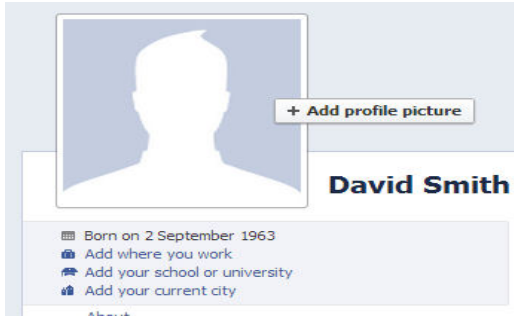 + Add profile picture
David Smith
Born on 2 September 1963
Add where you work
Add your school or university
Add your current city
About